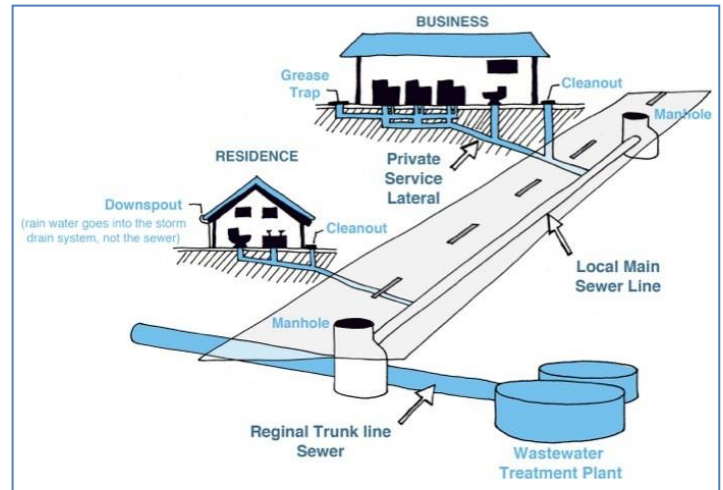 BUSINESS
Grease
Trap
Cleanout
Manhole
Private
Service
Lateral
RESIDENCE
Downspout
(rain water goes into the storm
drain system, not the sewer)
Cleanout
Local Main
Sewer Line
Manhole
Reginal Trunk line
Sewer
Wastewater
Treatment Plant